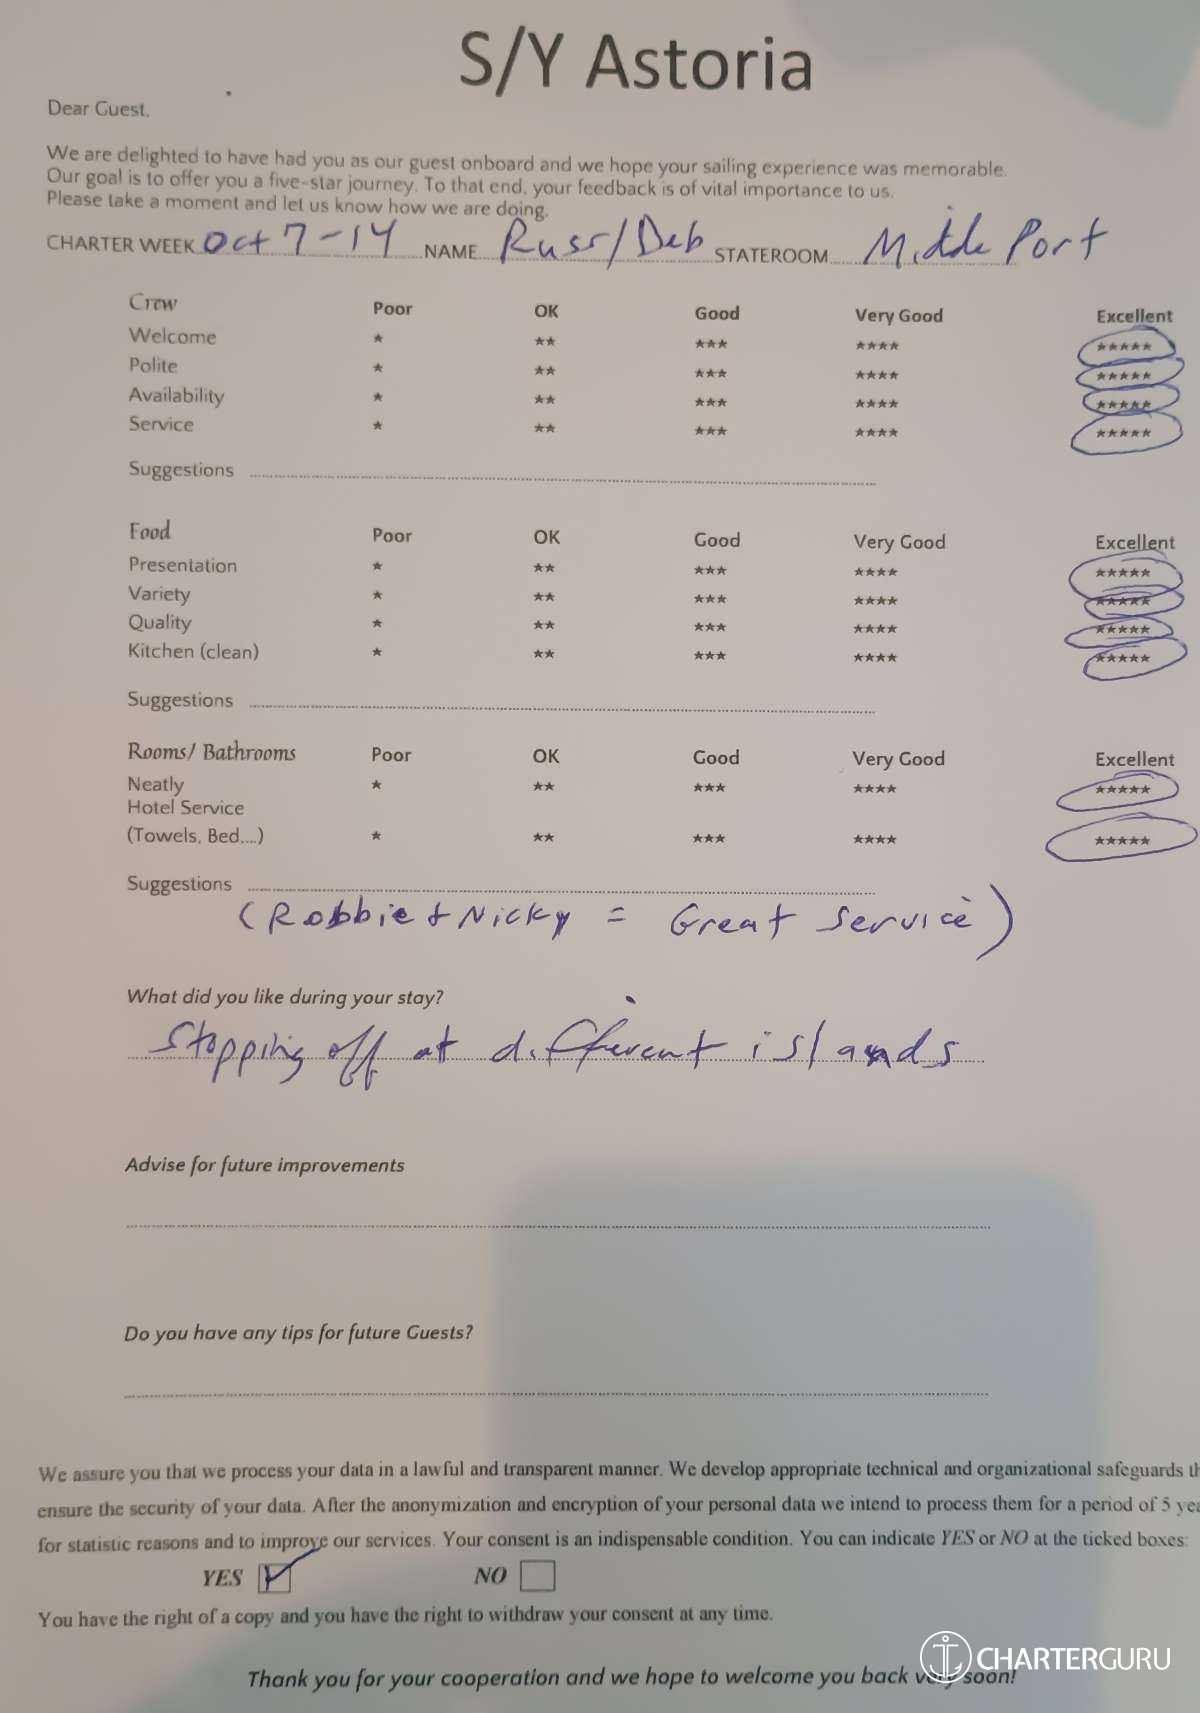 S/Y Astoria
Dear Guest,
We are delighted to have had you as our guest onboard and we hope your sailing experience was memorable.
Our goal is to offer you a five-star journey. To that end, your feedback is of vital importance to us.
Please take a moment and let us know how we are doing.
CHARTER WEEK Oct 7-14 NAME Russ/Deb STATEROOM Middle Port
Crew Poor OK Good Very Good Excellent
Welcome * ** *** **** *****
Polite * ** *** **** *****
Availability * ** *** **** *****
Service * ** *** **** *****
Suggestions
Food Poor OK Good Very Good Excellent
Presentation * ** *** **** *****
Variety * ** *** **** *****
Quality * ** *** **** *****
Kitchen (clean) * ** *** **** *****
Suggestions
Rooms/ Bathrooms Poor OK Good Very Good Excellent
Neatly * ** *** **** *****
Hotel Service
(Towels, Bed,...) * ** *** **** *****
Suggestions
(Robbie + Nicky = Great Service)
What did you like during your stay?
Stopping off at different islands
Advise for future improvements
Do you have any tips for future Guests?
We assure you that we process your data in a lawful and transparent manner. We develop appropriate technical and organizational safeguards th
ensure the security of your data. After the anonymization and encryption of your personal data we intend to process them for a period of 5 yea
for statistic reasons and to improve our services. Your consent is an indispensable condition. You can indicate YES or NO at the ticked boxes:
YES NO
You have the right of a copy and you have the right to withdraw your consent at any time.
CHARTERGURU
Thank you for your cooperation and we hope to welcome you back very soon!